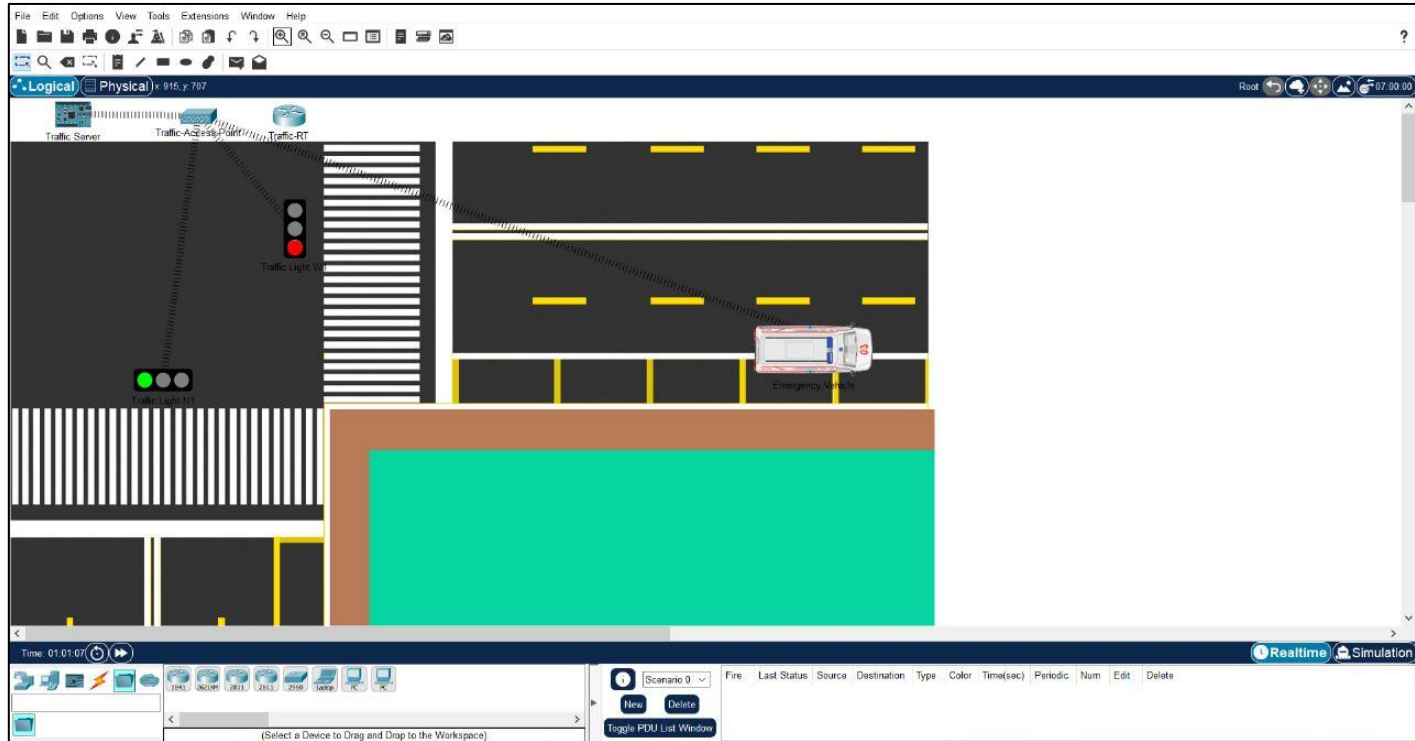 File Edit Options View Tools Extensions Window Help
?
Logical Physical x: 915, y: 707 Root 07:00:00
Traffic Server Traffic-Access-Point Traffic-RT
Traffic Light W1
03
Emergency Vehicle
Traffic Light N1
Time: 01:01:07 Realtime Simulation
Scenario 0 Fire Last Status Source Destination Type Color Time(sec) Periodic Num Edit Delete
1941 2621XM 2811 2811 2960 Laptop PC PC
New Delete
Toggle PDU List Window
(Select a Device to Drag and Drop to the Workspace)